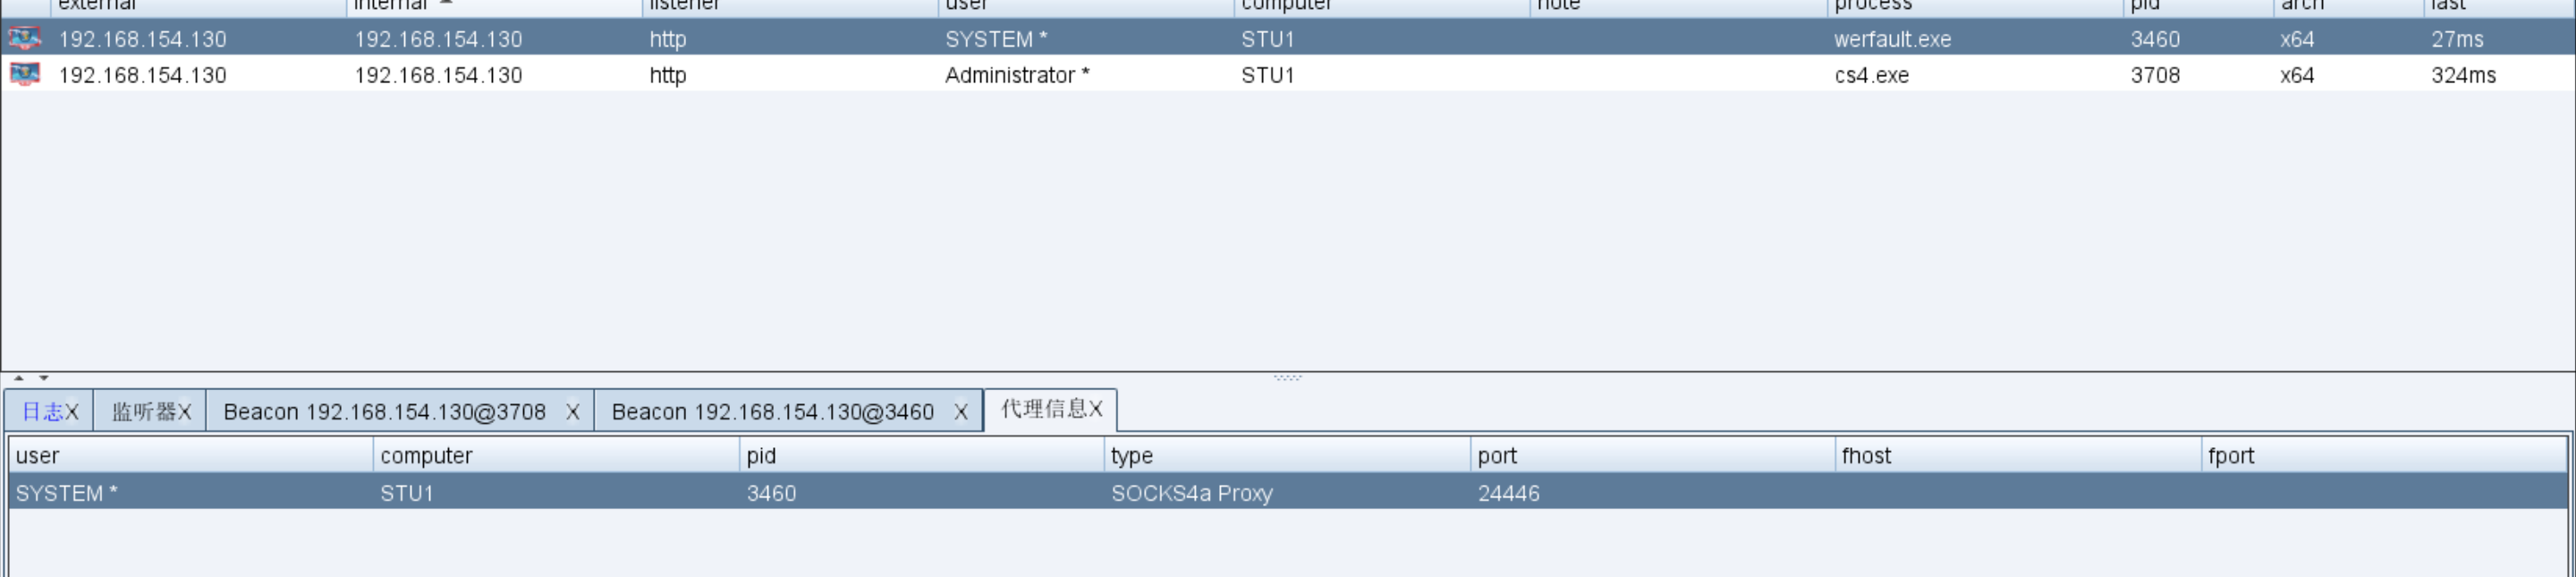 external internal listener user computer note process pid arch last
192.168.154.130 192.168.154.130 http SYSTEM * STU1 werfault.exe 3460 x64 27ms
192.168.154.130 192.168.154.130 http Administrator * STU1 cs4.exe 3708 x64 324ms
日志X 监听器X Beacon 192.168.154.130@3708 X Beacon 192.168.154.130@3460 X 代理信息X
user computer pid type port fhost fport
SYSTEM * STU1 3460 SOCKS4a Proxy 24446